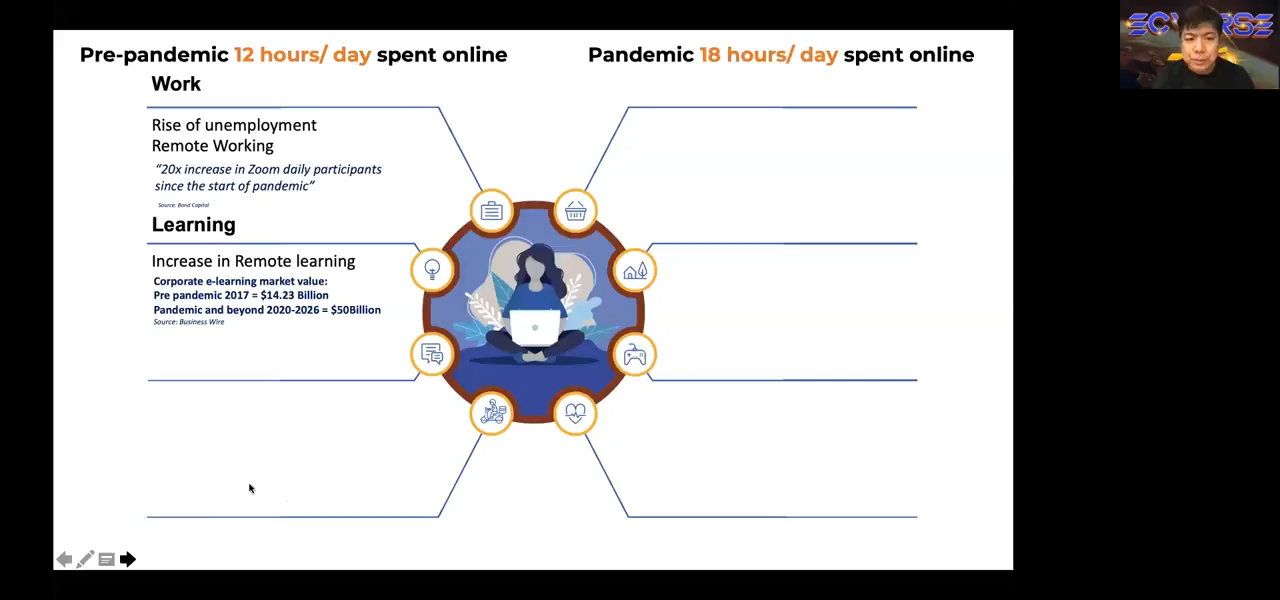 Pre-pandemic 12 hours/ day spent online
Pandemic 18 hours/ day spent online
Work
Rise of unemployment
Remote Working
“20x increase in Zoom daily participants
since the start of pandemic”
Source: Bond Capital
Learning
Increase in Remote learning
Corporate e-learning market value:
Pre pandemic 2017 = $14.23 Billion
Pandemic and beyond 2020-2026 = $50Billion
Source: Business Wire